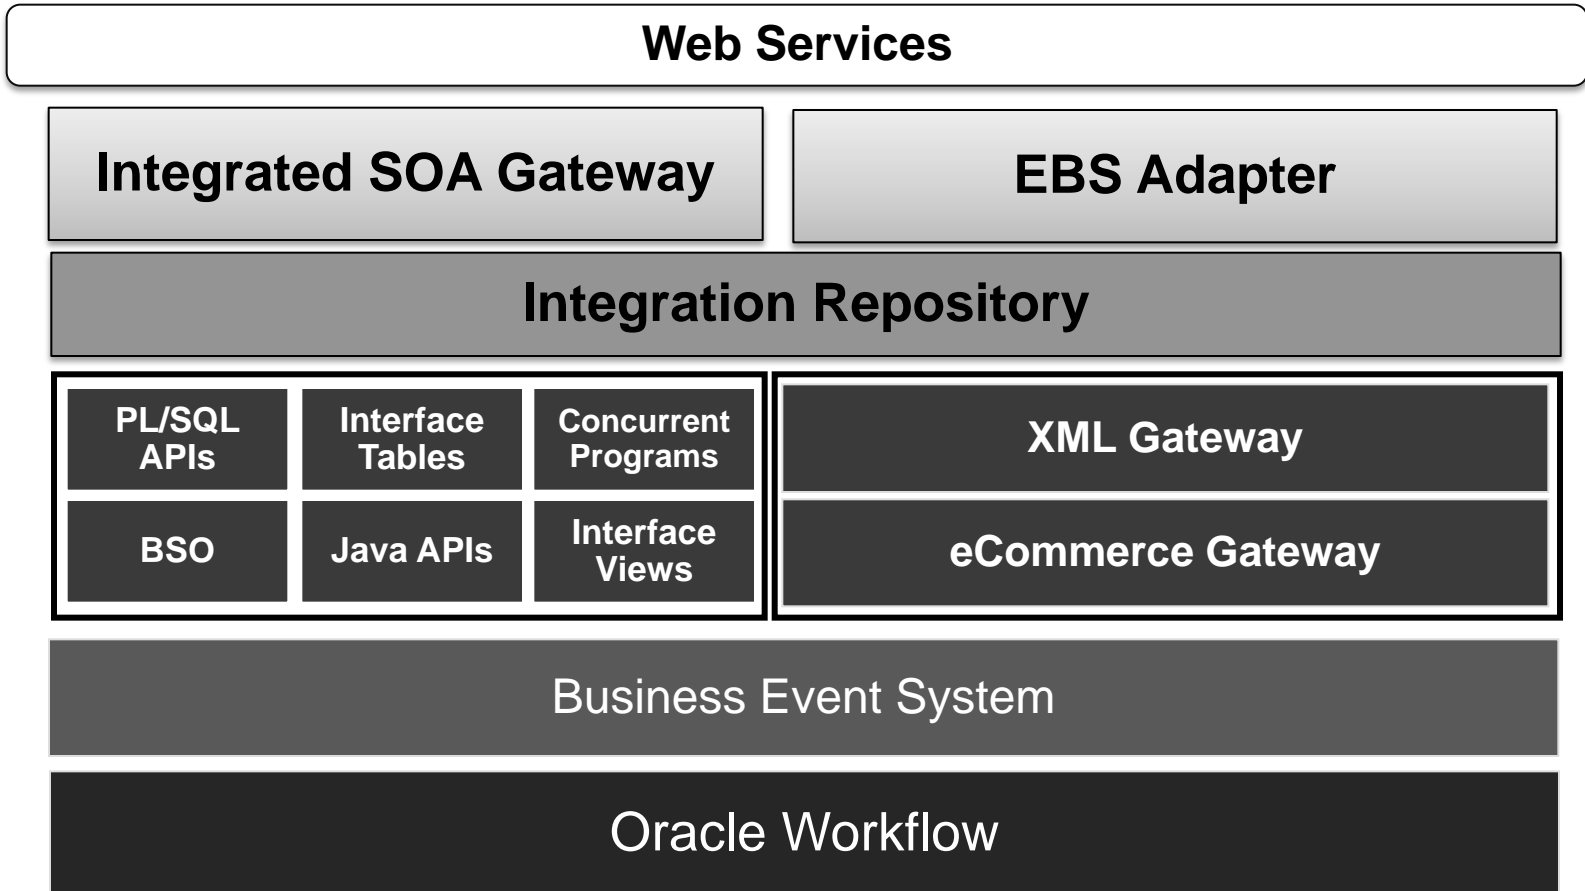 Web Services
Integrated SOA Gateway
EBS Adapter
Integration Repository
PL/SQL
APIs
Interface
Tables
Concurrent
Programs
XML Gateway
BSO
Java APIs
Interface
Views
eCommerce Gateway
Business Event System
Oracle Workflow